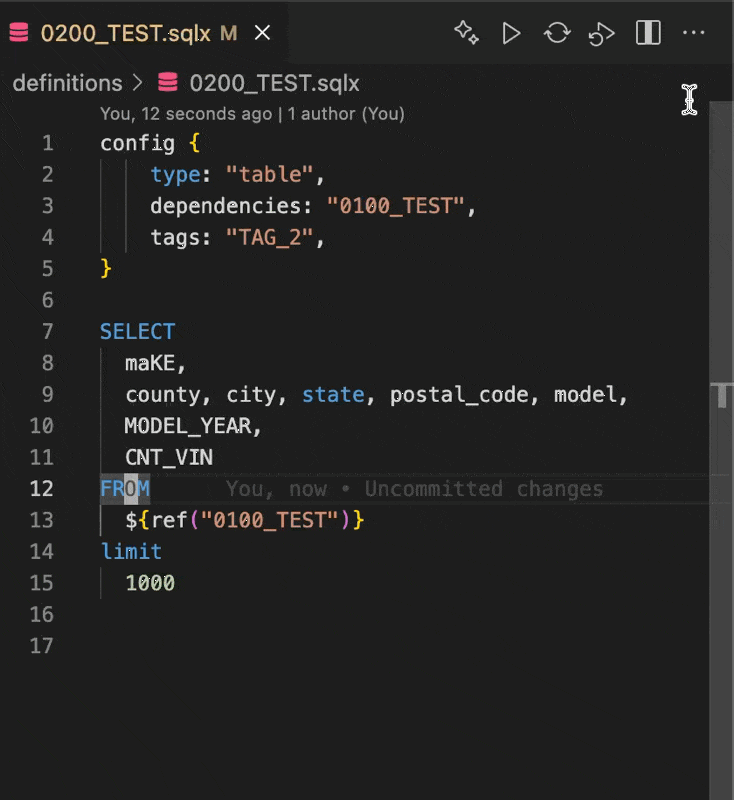 0200_TEST.sqlx M
definitions > 0200_TEST.sqlx
You, 12 seconds ago | 1 author (You)
1 config {
2 type: "table",
3 dependencies: "0100_TEST",
4 tags: "TAG_2",
5 }
6
7 SELECT
8 maKE,
9 county, city, state, postal_code, model,
10 MODEL_YEAR,
11 CNT_VIN
12 FROM You, now • Uncommitted changes
13 ${ref("0100_TEST")}
14 limit
15 1000
16
17